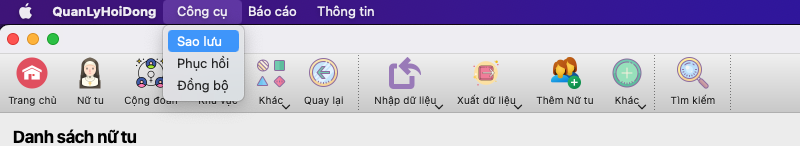 QuanLyHoiDong Công cụ Báo cáo Thông tin
Sao lưu
Phục hồi
Đồng bộ
Trang chủ Nữ tu Cộng đoàn Khu vực Khác Quay lại Nhập dữ liệu Xuất dữ liệu Thêm Nữ tu Khác Tìm kiếm
Danh sách nữ tu